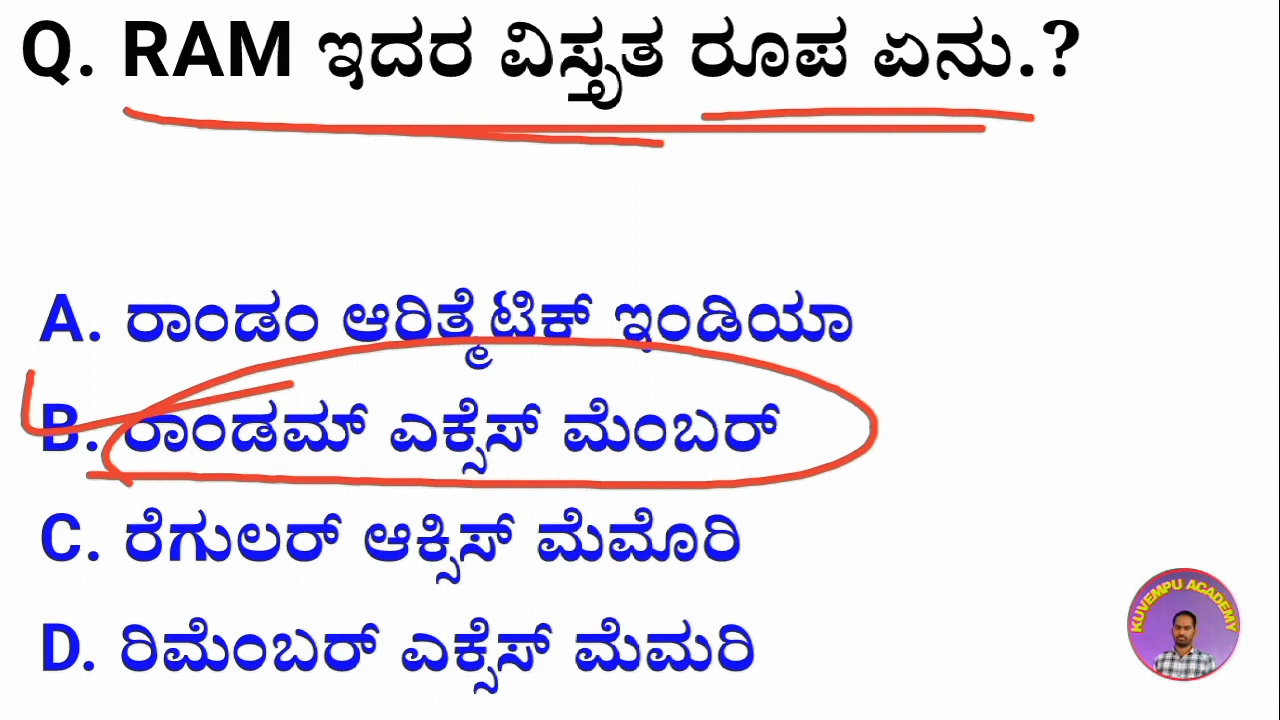 Q. RAM ಇದರ ವಿಸ್ತೃತ ರೂಪ ಏನು.?
A. ರಾಂಡಂ ಆರಿತ್ಮೆಟಿಕ್ ಇಂಡಿಯಾ
B. ರಾಂಡಮ್ ಎಕ್ಸೆಸ್ ಮೆಂಬರ್
C. ರೆಗುಲರ್ ಆಕ್ಸಿಸ್ ಮೆಮೊರಿ
D. ರಿಮೆಂಬರ್ ಎಕ್ಸೆಸ್ ಮೆಮರಿ
KUVEMPU ACADEMY